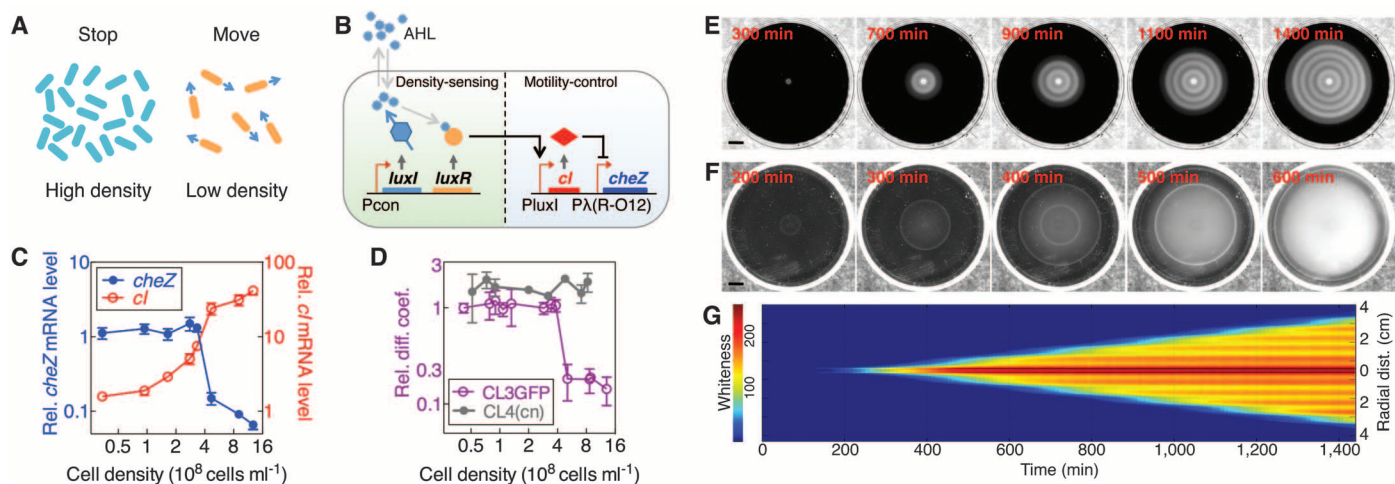 A
Stop
Move
High density
Low density
B
AHL
Density-sensing
Motility-control
luxI
luxR
cI
cheZ
Pcon
PluxI
Pλ(R-O12)
C
Rel. cheZ mRNA level
10
1
0.1
cheZ
cI
100
10
1
Rel. cI mRNA level
0.5 1 2 4 8 16
Cell density (10⁸ cells ml⁻¹)
D
Rel. diff. coef.
3
1
0.3
0.1
CL3GFP
CL4(cn)
0.5 1 2 4 8 16
Cell density (10⁸ cells ml⁻¹)
E
300 min
700 min
900 min
1100 min
1400 min
F
200 min
300 min
400 min
500 min
600 min
G
Whiteness
200
100
4
2
0
2
4
Radial dist. (cm)
0 200 400 600 800 1,000 1,200 1,400
Time (min)